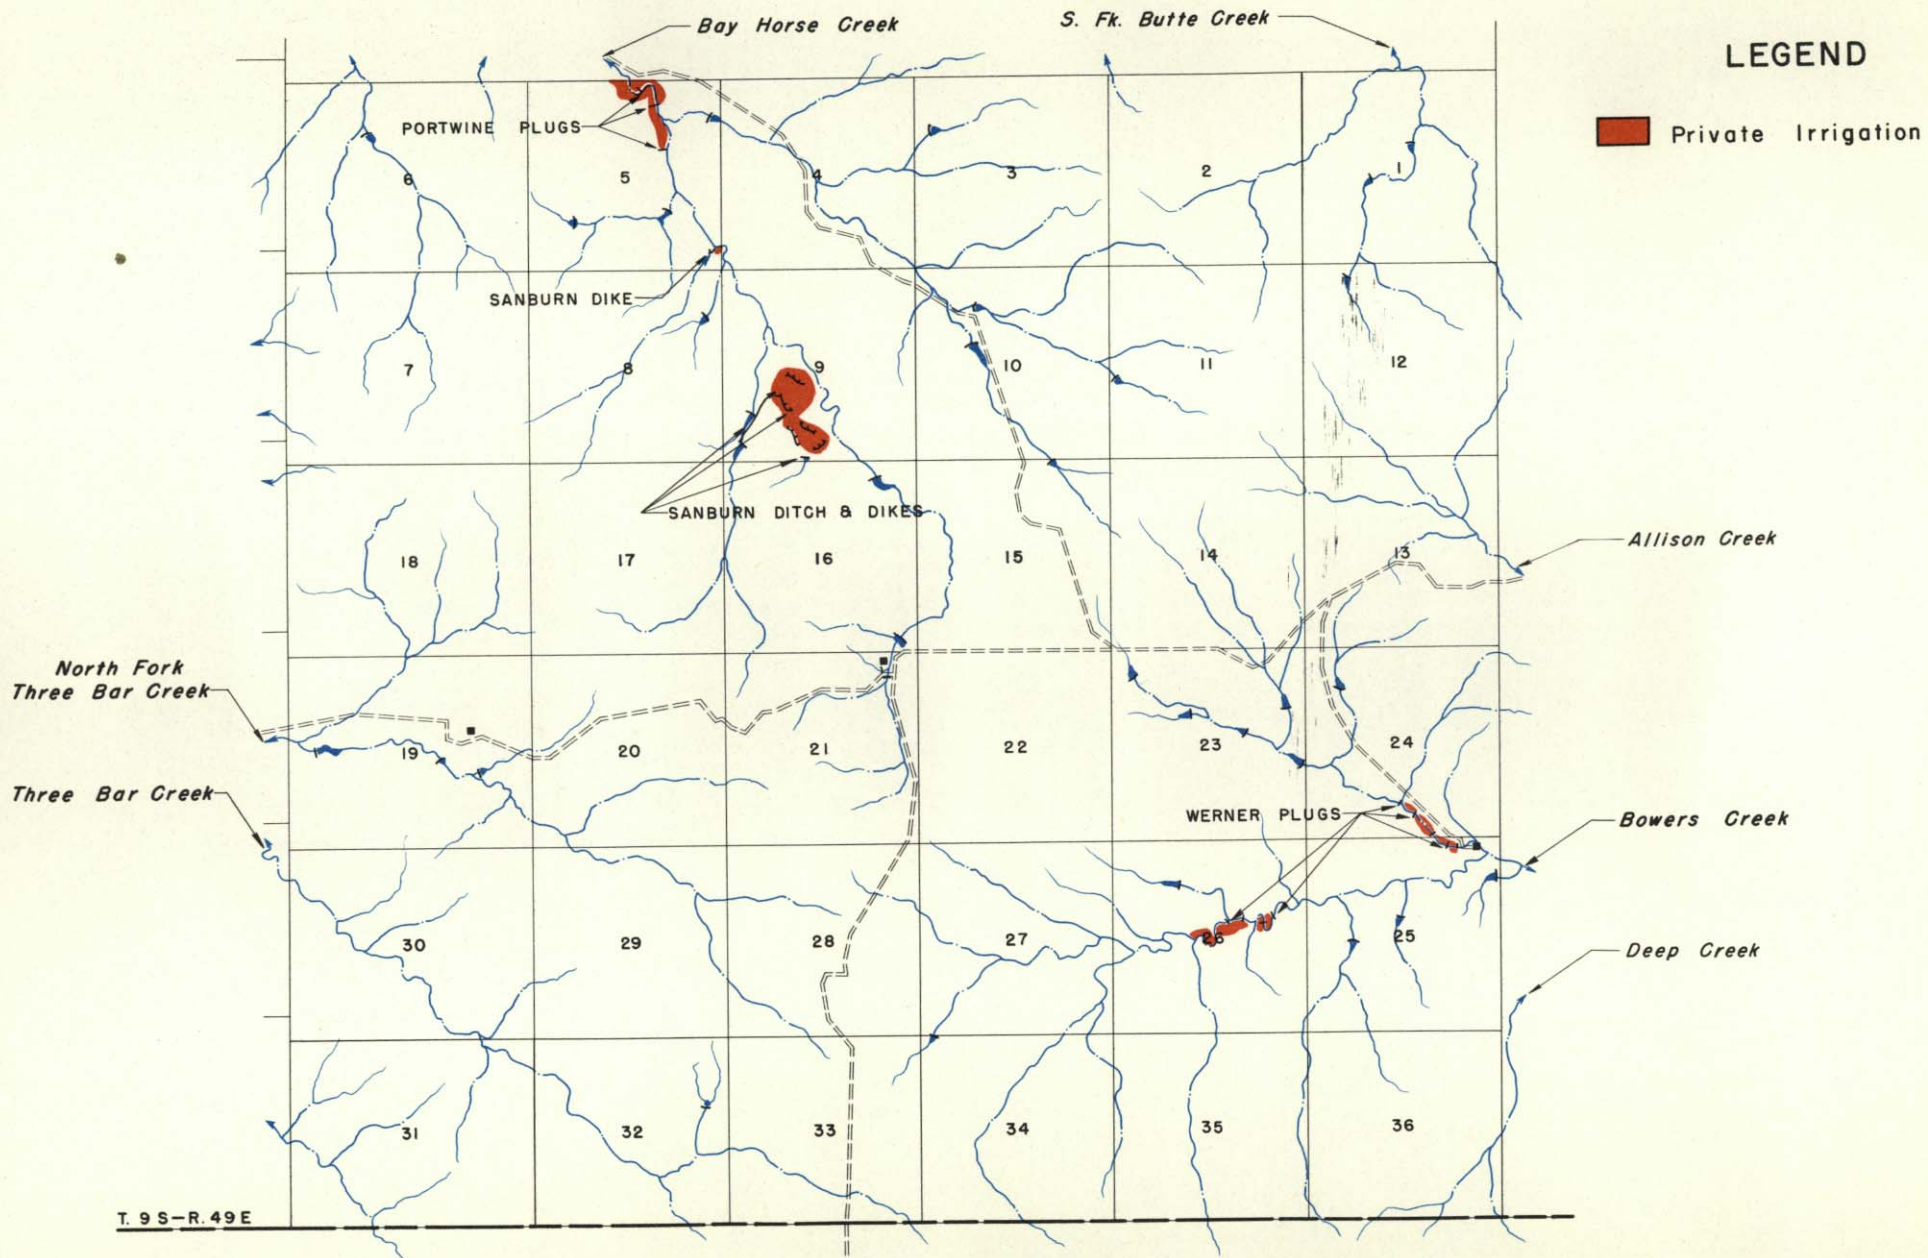 Bay Horse Creek
S. Fk. Butte Creek
LEGEND
Private Irrigation
PORTWINE PLUGS
6
5
4
3
2
1
SANBURN DIKE
7
8
9
10
11
12
SANBURN DITCH & DIKES
18
17
16
15
14
13
Allison Creek
North Fork
Three Bar Creek
19
20
21
22
23
24
Three Bar Creek
WERNER PLUGS
Bowers Creek
30
29
28
27
26
25
Deep Creek
31
32
33
34
35
36
T. 9 S-R. 49 E